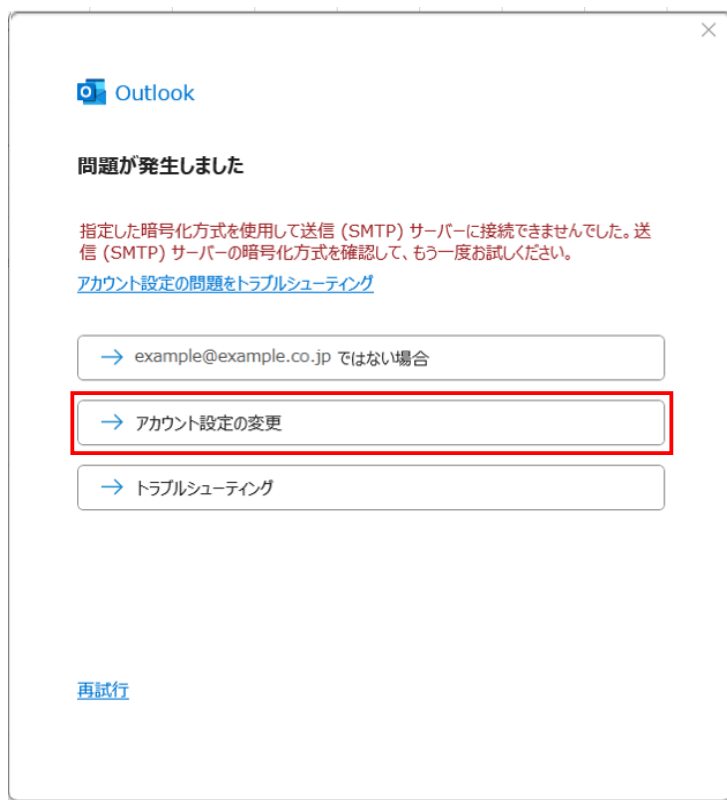 Outlook
問題が発生しました
指定した暗号化方式を使用して送信 (SMTP) サーバーに接続できませんでした。送
信 (SMTP) サーバーの暗号化方式を確認して、もう一度お試しください。
アカウント設定の問題をトラブルシューティング
→ example@example.co.jp ではない場合
→ アカウント設定の変更
→ トラブルシューティング
再試行